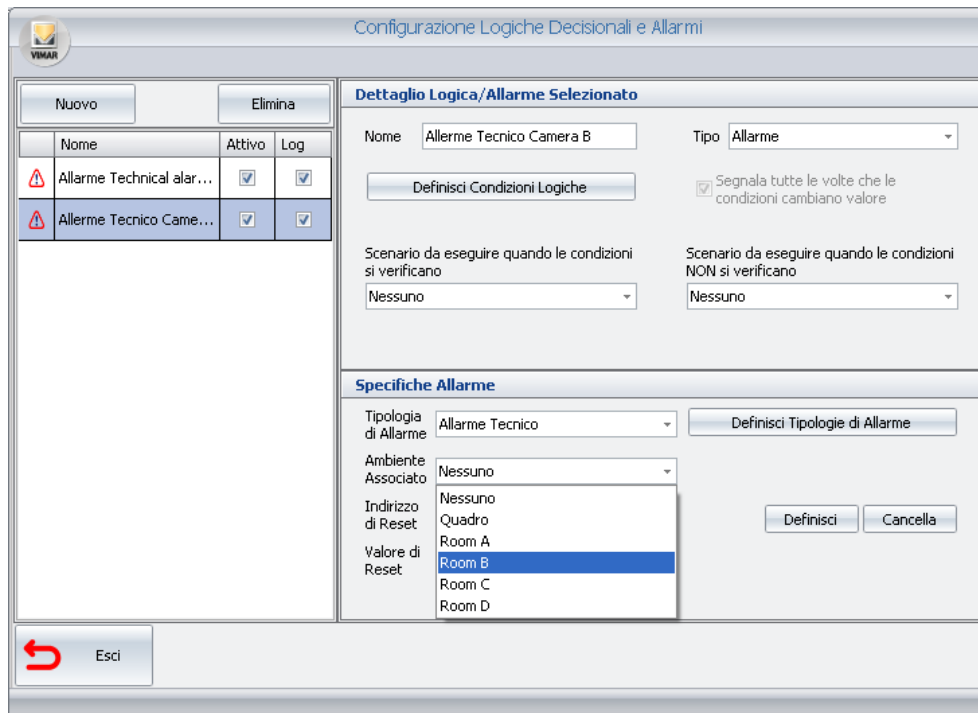 Configurazione Logiche Decisionali e Allarmi
VIMAR
Nuovo
Elimina
Nome
Attivo
Log
Allarme Technical alar...
Allerme Tecnico Came...
Dettaglio Logica/Allarme Selezionato
Nome
Allerme Tecnico Camera B
Tipo
Allarme
Definisci Condizioni Logiche
Segnala tutte le volte che le
condizioni cambiano valore
Scenario da eseguire quando le condizioni
si verificano
Nessuno
Scenario da eseguire quando le condizioni
NON si verificano
Nessuno
Specifiche Allarme
Tipologia
di Allarme
Allarme Tecnico
Definisci Tipologie di Allarme
Ambiente
Associato
Nessuno
Nessuno
Quadro
Room A
Room B
Room C
Room D
Indirizzo
di Reset
Definisci
Cancella
Valore di
Reset
Esci